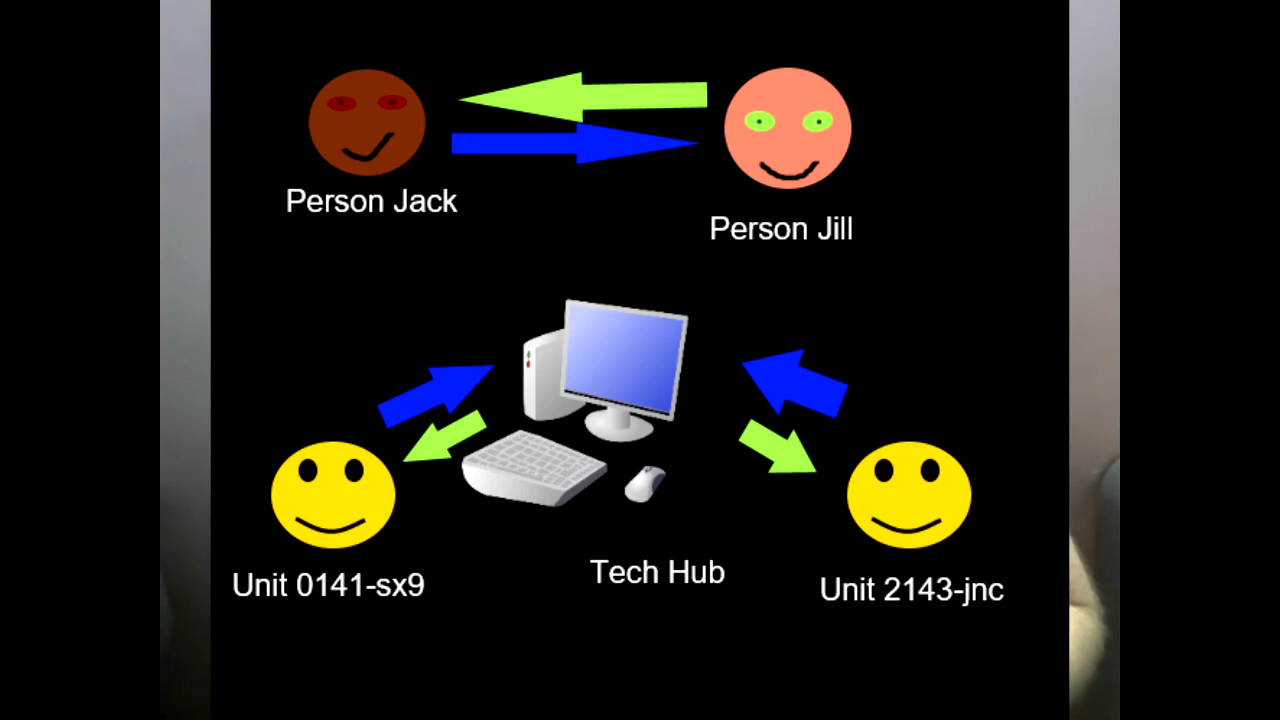 Person Jack
Person Jill
Tech Hub
Unit 0141-sx9
Unit 2143-jnc